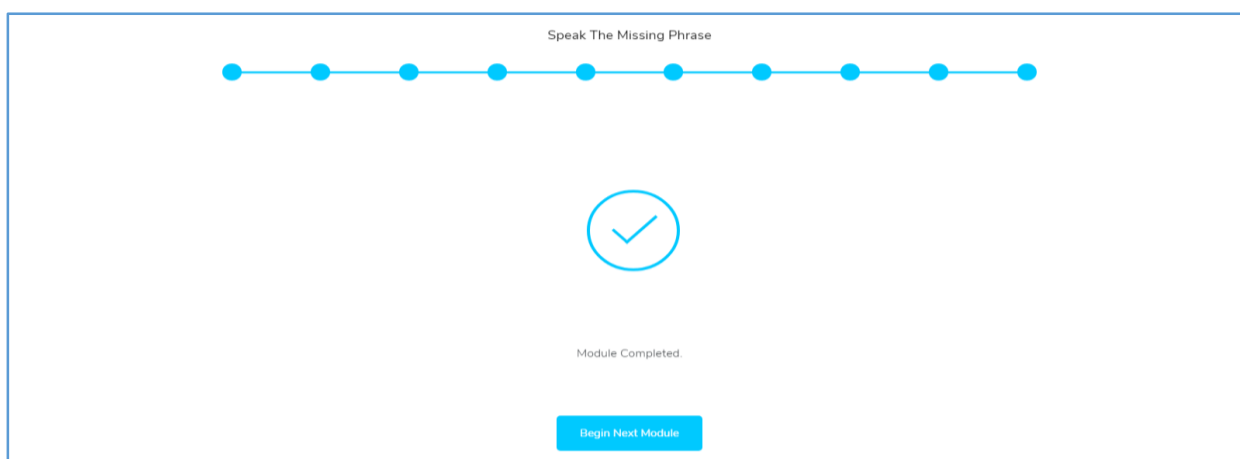 Speak The Missing Phrase
Module Completed.
Begin Next Module